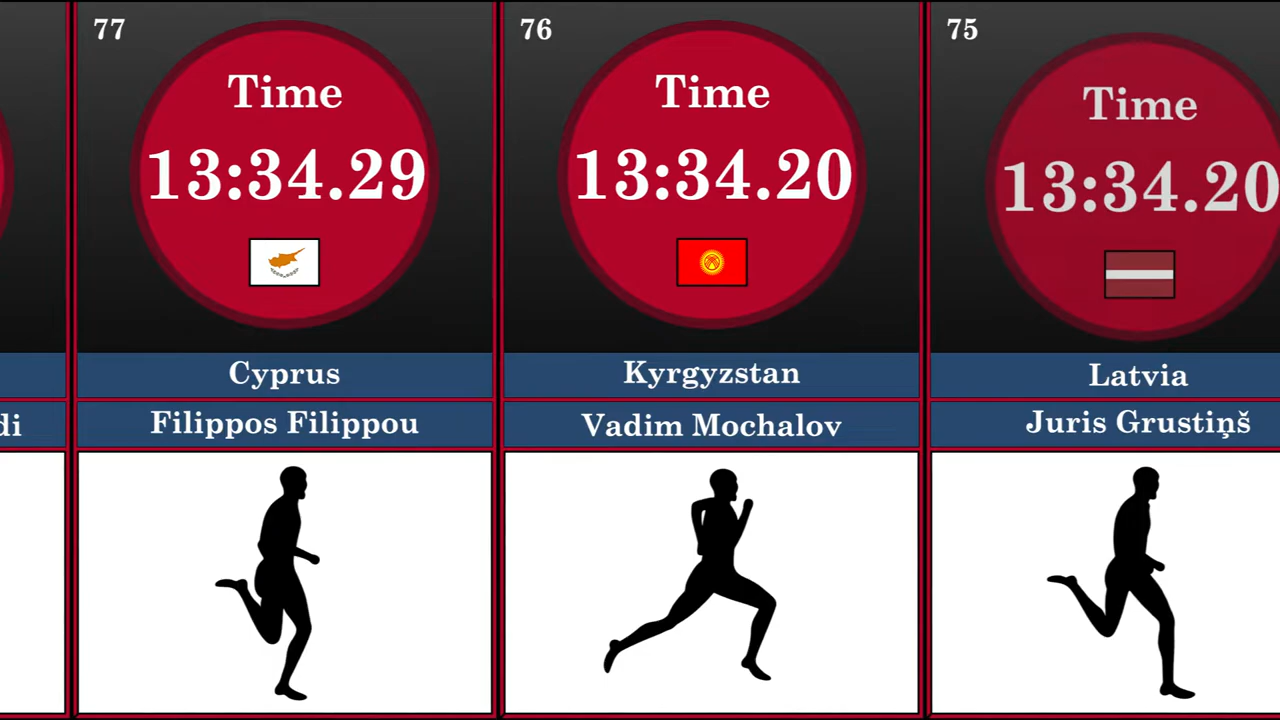 77
Time
13:34.29
Cyprus
Filippos Filippou
76
Time
13:34.20
Kyrgyzstan
Vadim Mochalov
75
Time
13:34.20
Latvia
Juris Grustiņš
di